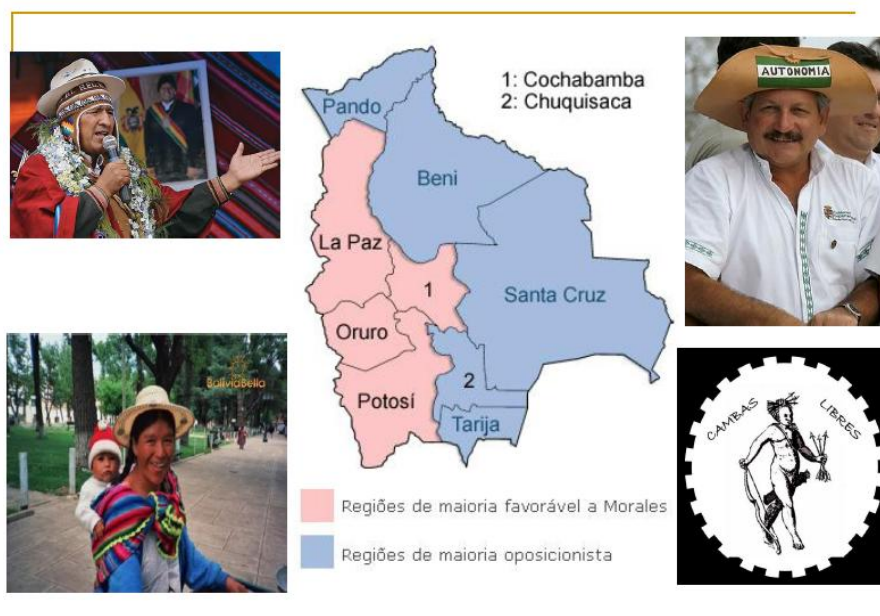 1: Cochabamba
2: Chuquisaca
Pando
Beni
La Paz
1
Santa Cruz
Oruro
2
Potosí
Tarija
Regiões de maioria favorável a Morales
Regiões de maioria oposicionista
AUTONOMIA
BoliviaBella
CAMBAS LIBRES